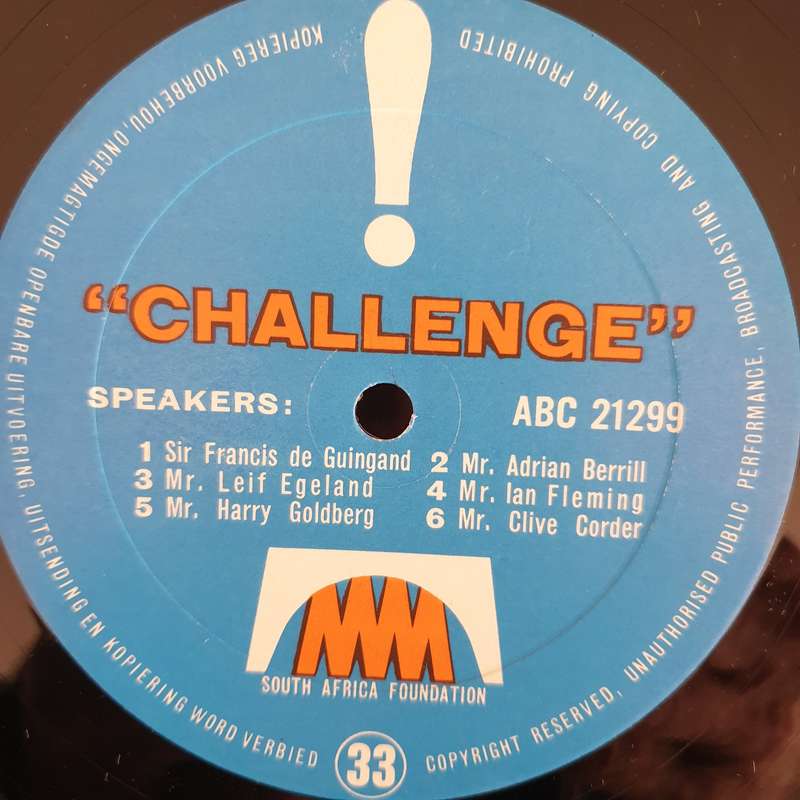 !
“CHALLENGE”
SPEAKERS:
ABC 21299
1 Sir Francis de Guingand
2 Mr. Adrian Berrill
3 Mr. Leif Egeland
4 Mr. Ian Fleming
5 Mr. Harry Goldberg
6 Mr. Clive Corder
SOUTH AFRICA FOUNDATION
33
KOPIEREG VOORBEHOU, ONGEMAGTIGDE OPENBARE UITVOERING, UITSENDING EN KOPIERING WORD VERBIED
COPYRIGHT RESERVED, UNAUTHORISED PUBLIC PERFORMANCE, BROADCASTING AND COPYING PROHIBITED